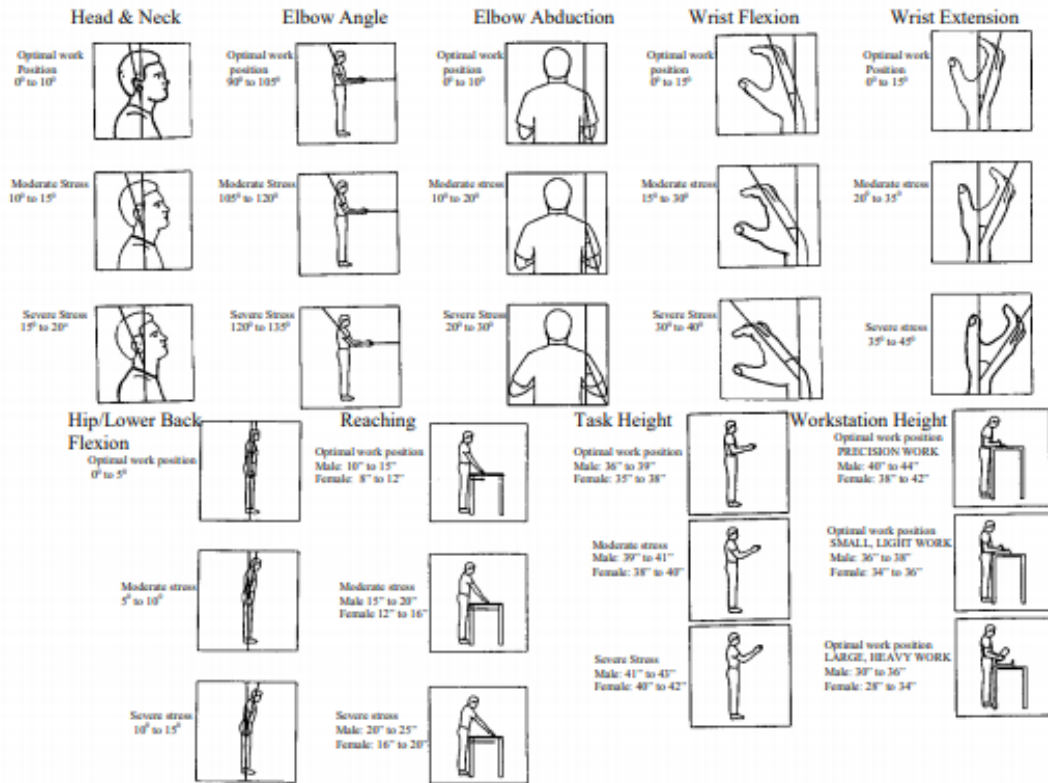 Head & Neck
Optimal work
Position
0⁰ to 10⁰
Moderate Stress
10⁰ to 15⁰
Severe Stress
15⁰ to 20º
Elbow Angle
Optimal work
position
90⁰ to 105⁰
Moderate Stress
105⁰ to 120⁰
Severe Stress
120⁰ to 135⁰
Elbow Abduction
Optimal work
position
0⁰ to 10⁰
Moderate stress
10⁰ to 20⁰
Severe Stress
20⁰ to 30⁰
Wrist Flexion
Optimal work
position
0⁰ to 15⁰
Moderate stress
15⁰ to 30⁰
Severe Stress
30⁰ to 40⁰
Wrist Extension
Optimal work
Position
0⁰ to 15⁰
Moderate stress
20⁰ to 35⁰
Severe stress
35⁰ to 45⁰
Hip/Lower Back
Flexion
Optimal work position
0⁰ to 5⁰
Moderate stress
5⁰ to 10⁰
Severe stress
10⁰ to 15⁰
Reaching
Optimal work position
Male: 10” to 15”
Female: 8” to 12”
Moderate stress
Male 15” to 20”
Female 12” to 16”
Severe stress
Male: 20” to 25”
Female: 16” to 20”
Task Height
Optimal work position
Male: 36” to 39”
Female: 35” to 38”
Moderate stress
Male: 39” to 41”
Female: 38” to 40”
Severe Stress
Male: 41” to 43”
Female: 40” to 42”
Workstation Height
Optimal work position
PRECISION WORK
Male: 40” to 44”
Female: 38” to 42”
Optimal work position
SMALL, LIGHT WORK
Male: 36” to 38”
Female: 34” to 36”
Optimal work position
LARGE, HEAVY WORK
Male: 30” to 36”
Female: 28” to 34”